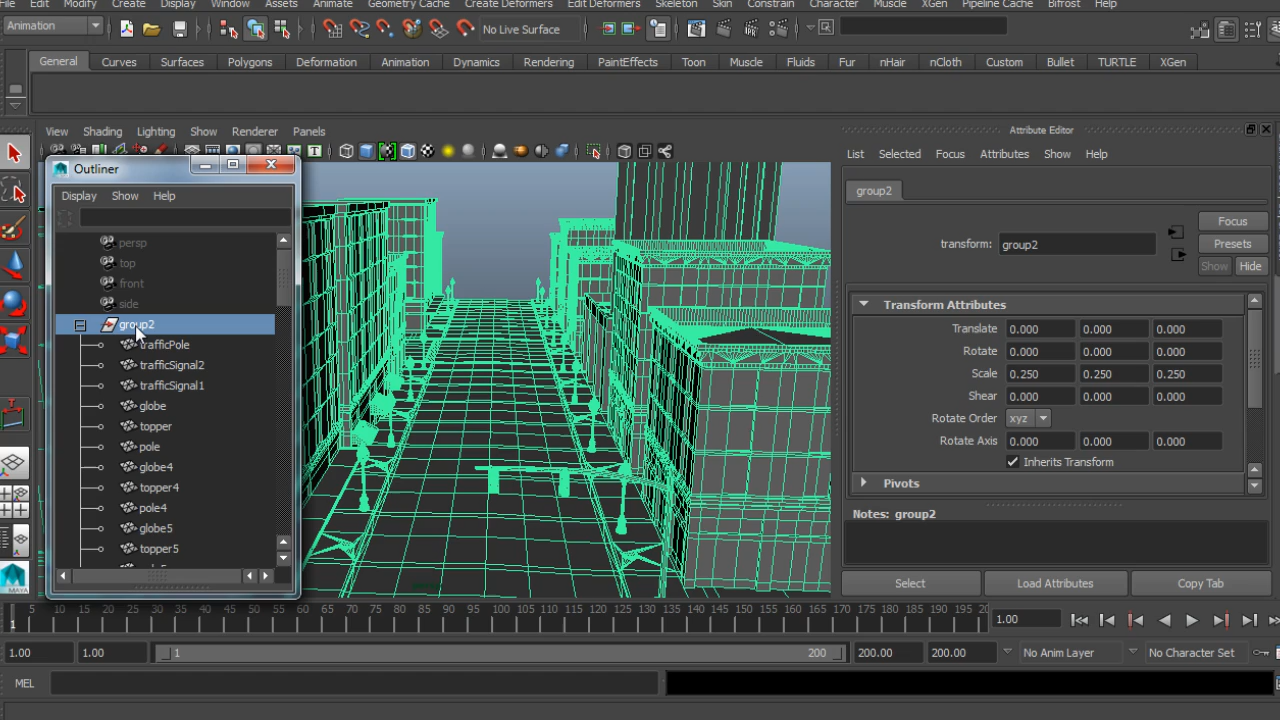 File Edit Modify Create Display Window Assets Animate Geometry Cache Create Deformers Edit Deformers Skeleton Skin Constraint Character Muscle XGen Pipeline Cache Bifrost Help
Animation No Live Surface
General Curves Surfaces Polygons Deformation Animation Dynamics Rendering PaintEffects Toon Muscle Fluids Fur nHair nCloth Custom Bullet TURTLE XGen
View Shading Lighting Show Renderer Panels
Outliner
Display Show Help
persp
top
front
side
group2
trafficPole
trafficSignal2
trafficSignal1
globe
topper
pole
globe4
topper4
pole4
globe5
topper5
Attribute Editor
List Selected Focus Attributes Show Help
group2
transform: group2
Focus
Presets
Show Hide
Transform Attributes
Translate 0.000 0.000 0.000
Rotate 0.000 0.000 0.000
Scale 0.250 0.250 0.250
Shear 0.000 0.000 0.000
Rotate Order xyz
Rotate Axis 0.000 0.000 0.000
Inherits Transform
Pivots
Notes: group2
Select Load Attributes Copy Tab
5 10 15 20 25 30 35 40 45 50 55 60 65 70 75 80 85 90 95 100 105 110 115 120 125 130 135 140 145 150 155 160 165 170 175 180 185 190 195 20
1 1.00
1.00 1.00 1 200 200.00 200.00 No Anim Layer No Character Set
MEL
MAYA